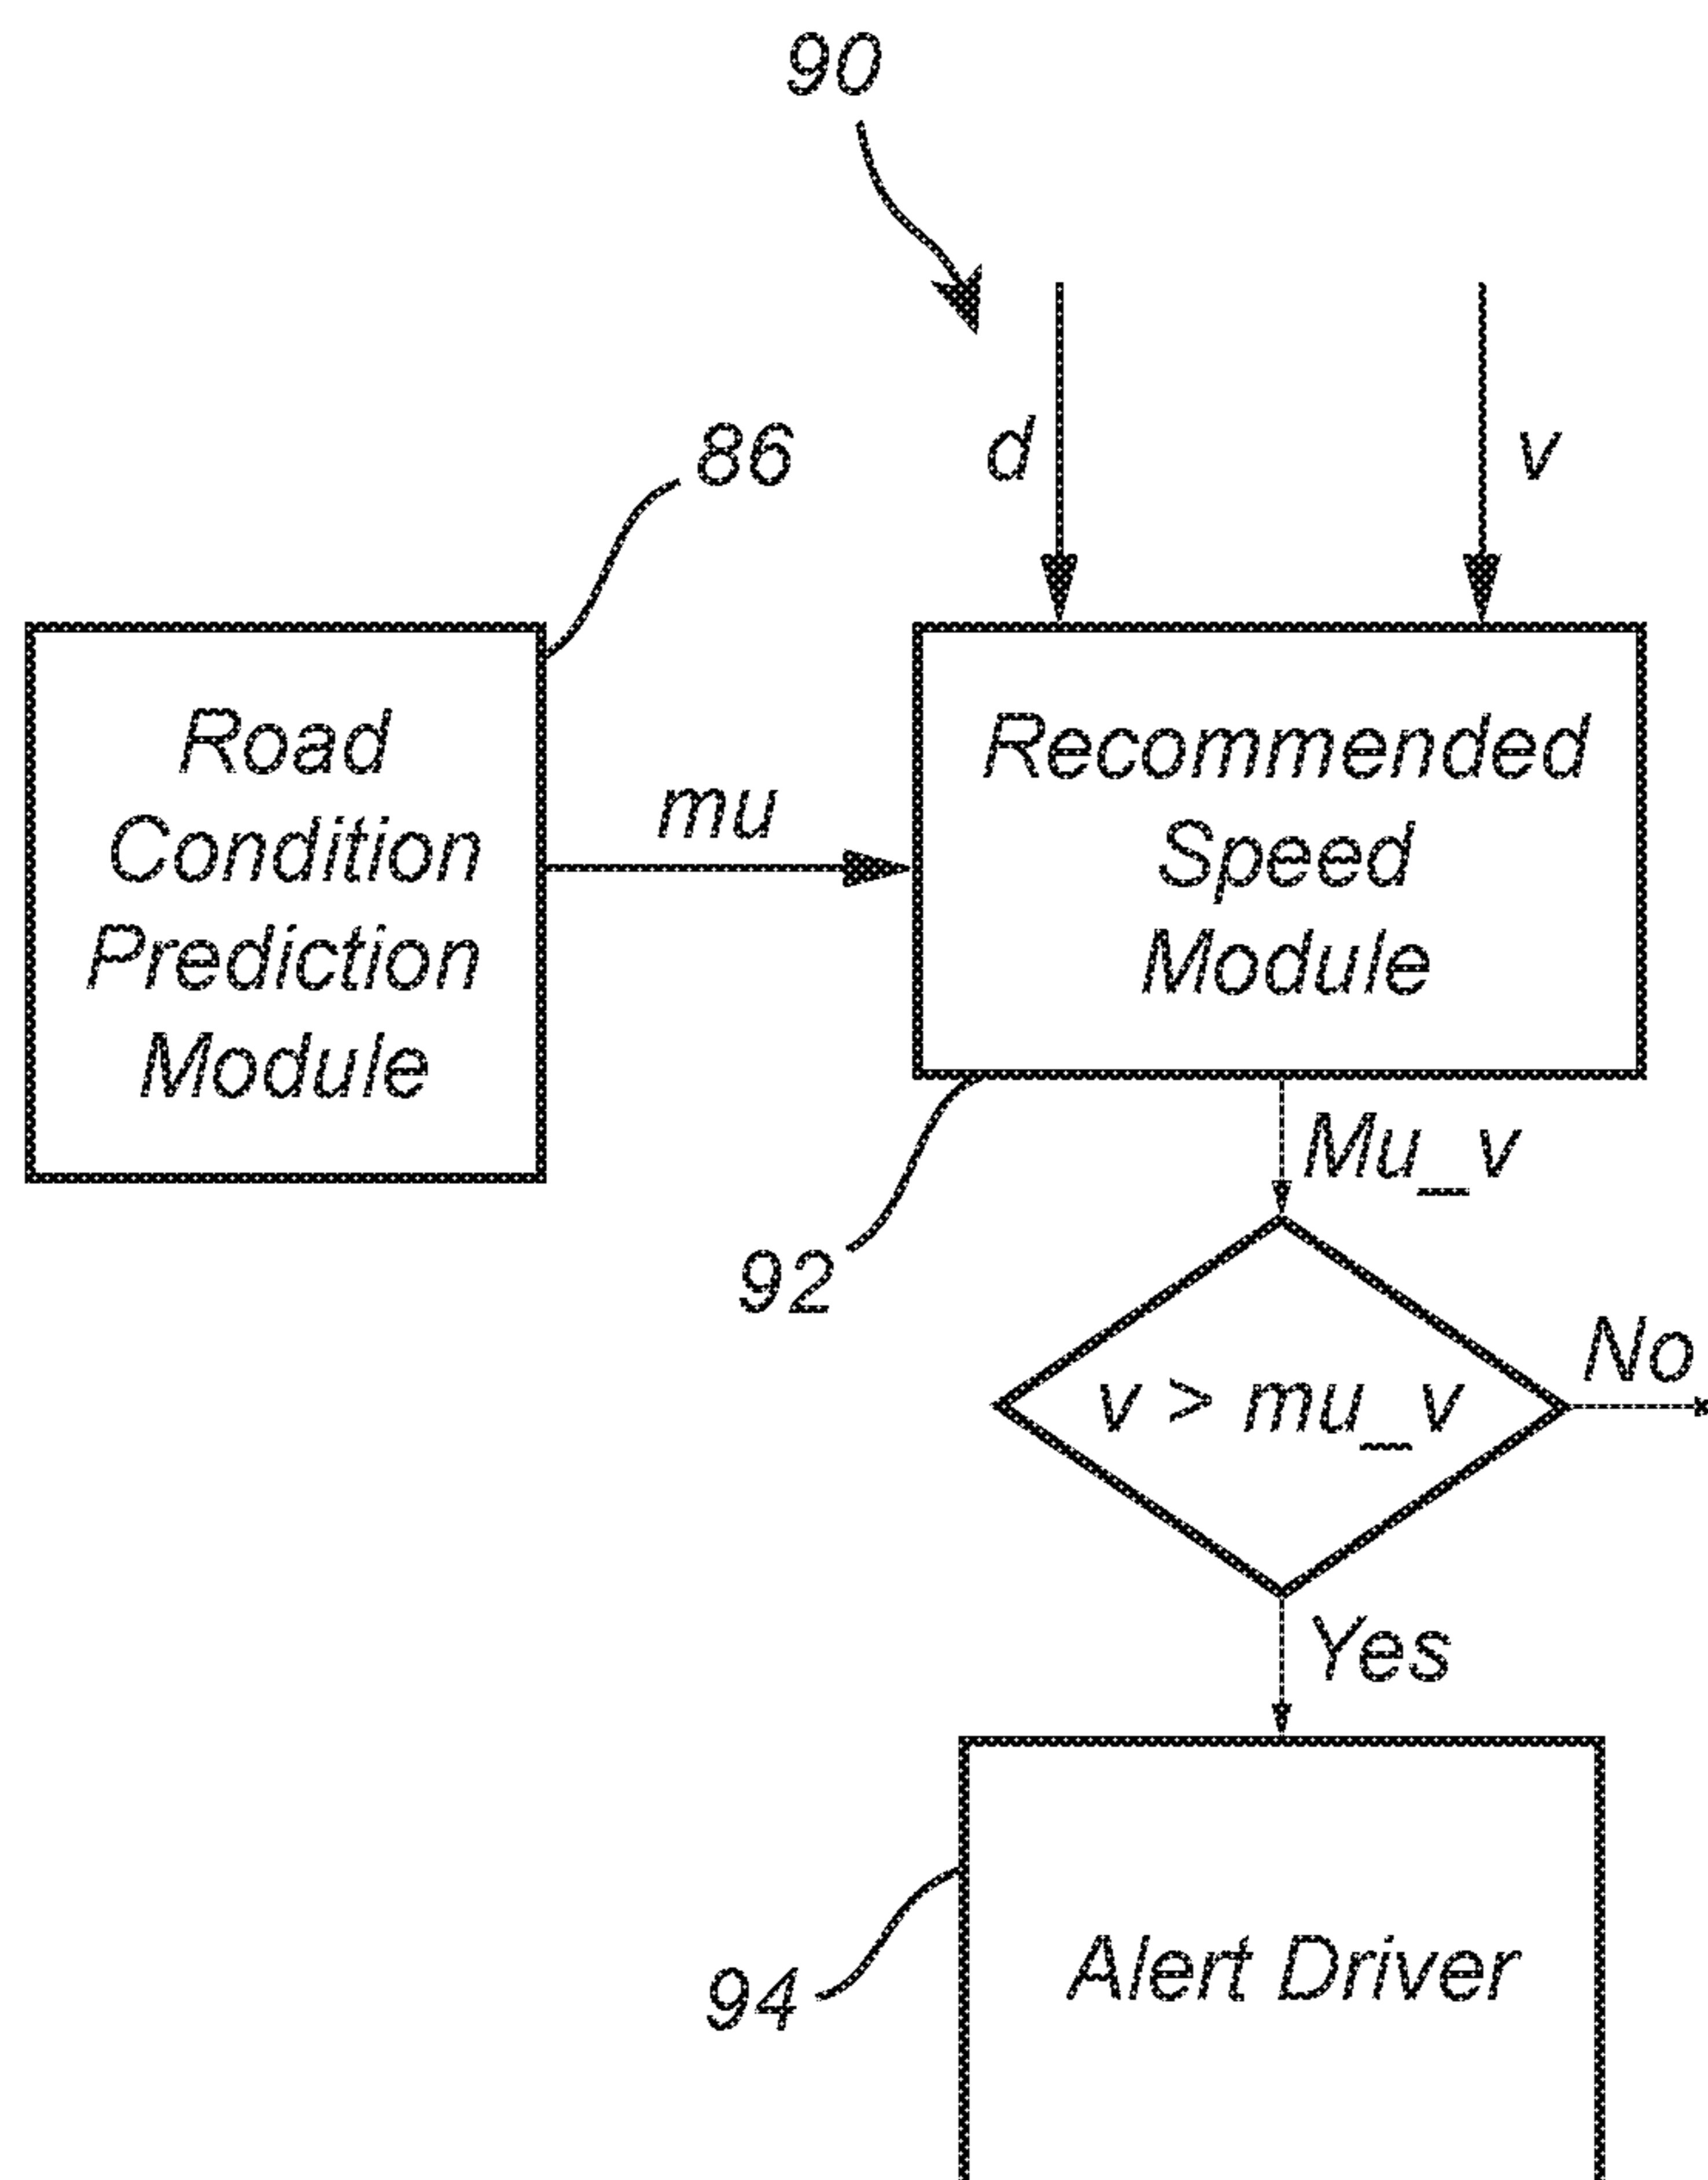 90
d
v
86
Road
Condition
Prediction
Module
mu
Recommended
Speed
Module
Mu_v
92
v > mu_v
No
Yes
94
Alert Driver